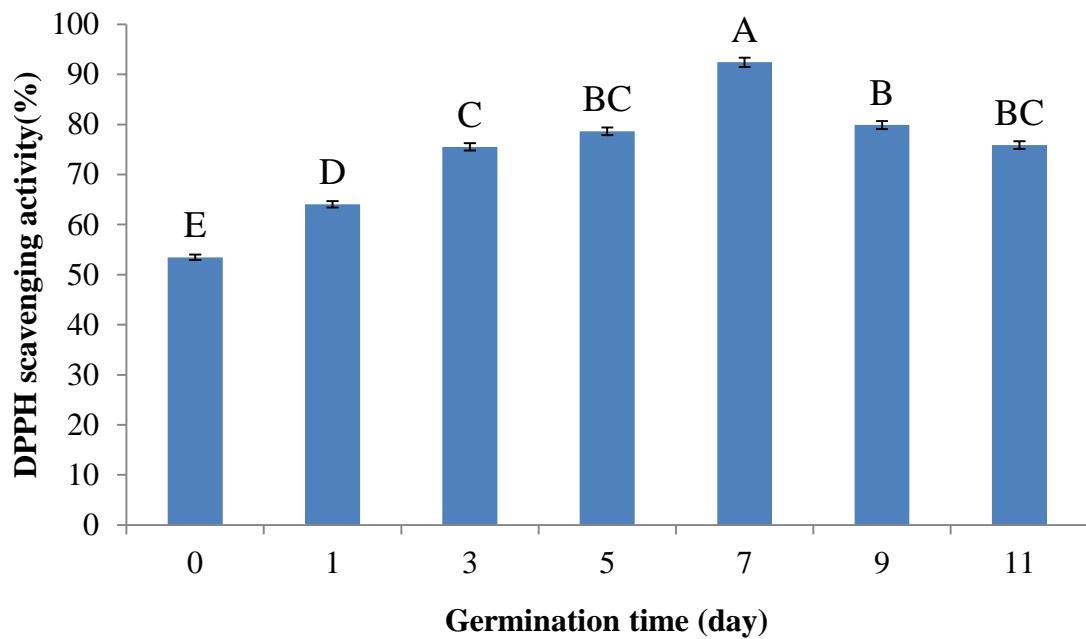 DPPH scavenging activity(%)
100
90
80
70
60
50
40
30
20
10
0
E
D
C
BC
A
B
BC
0 1 3 5 7 9 11
Germination time (day)